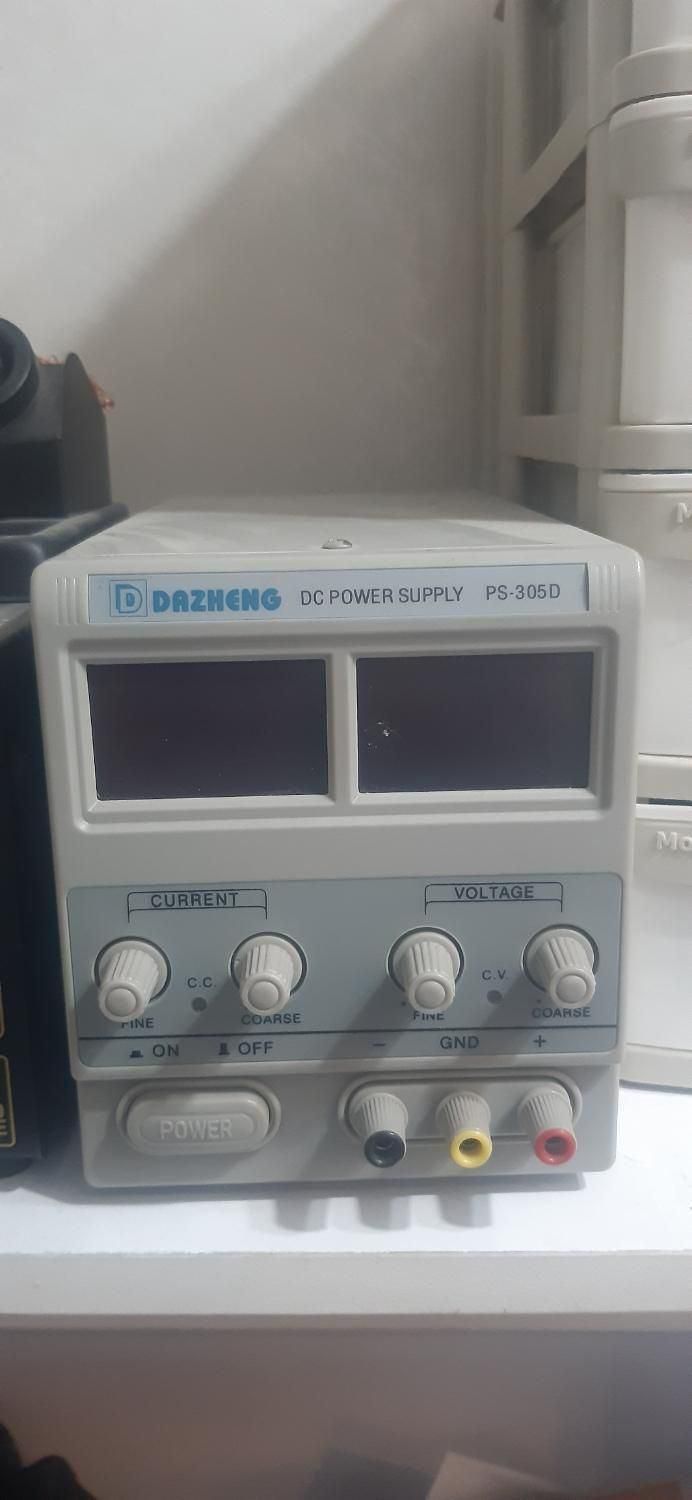 D DAZHENG DC POWER SUPPLY PS-305D
CURRENT VOLTAGE
C.C. C.V.
FINE COARSE FINE COARSE
ON OFF − GND +
POWER